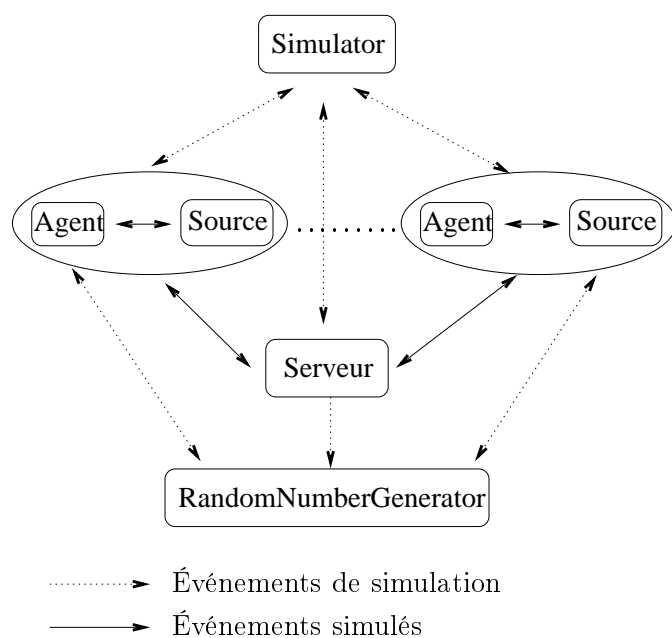 Simulator
Agent Source Agent Source
Serveur
RandomNumberGenerator
Événements de simulation
Événements simulés